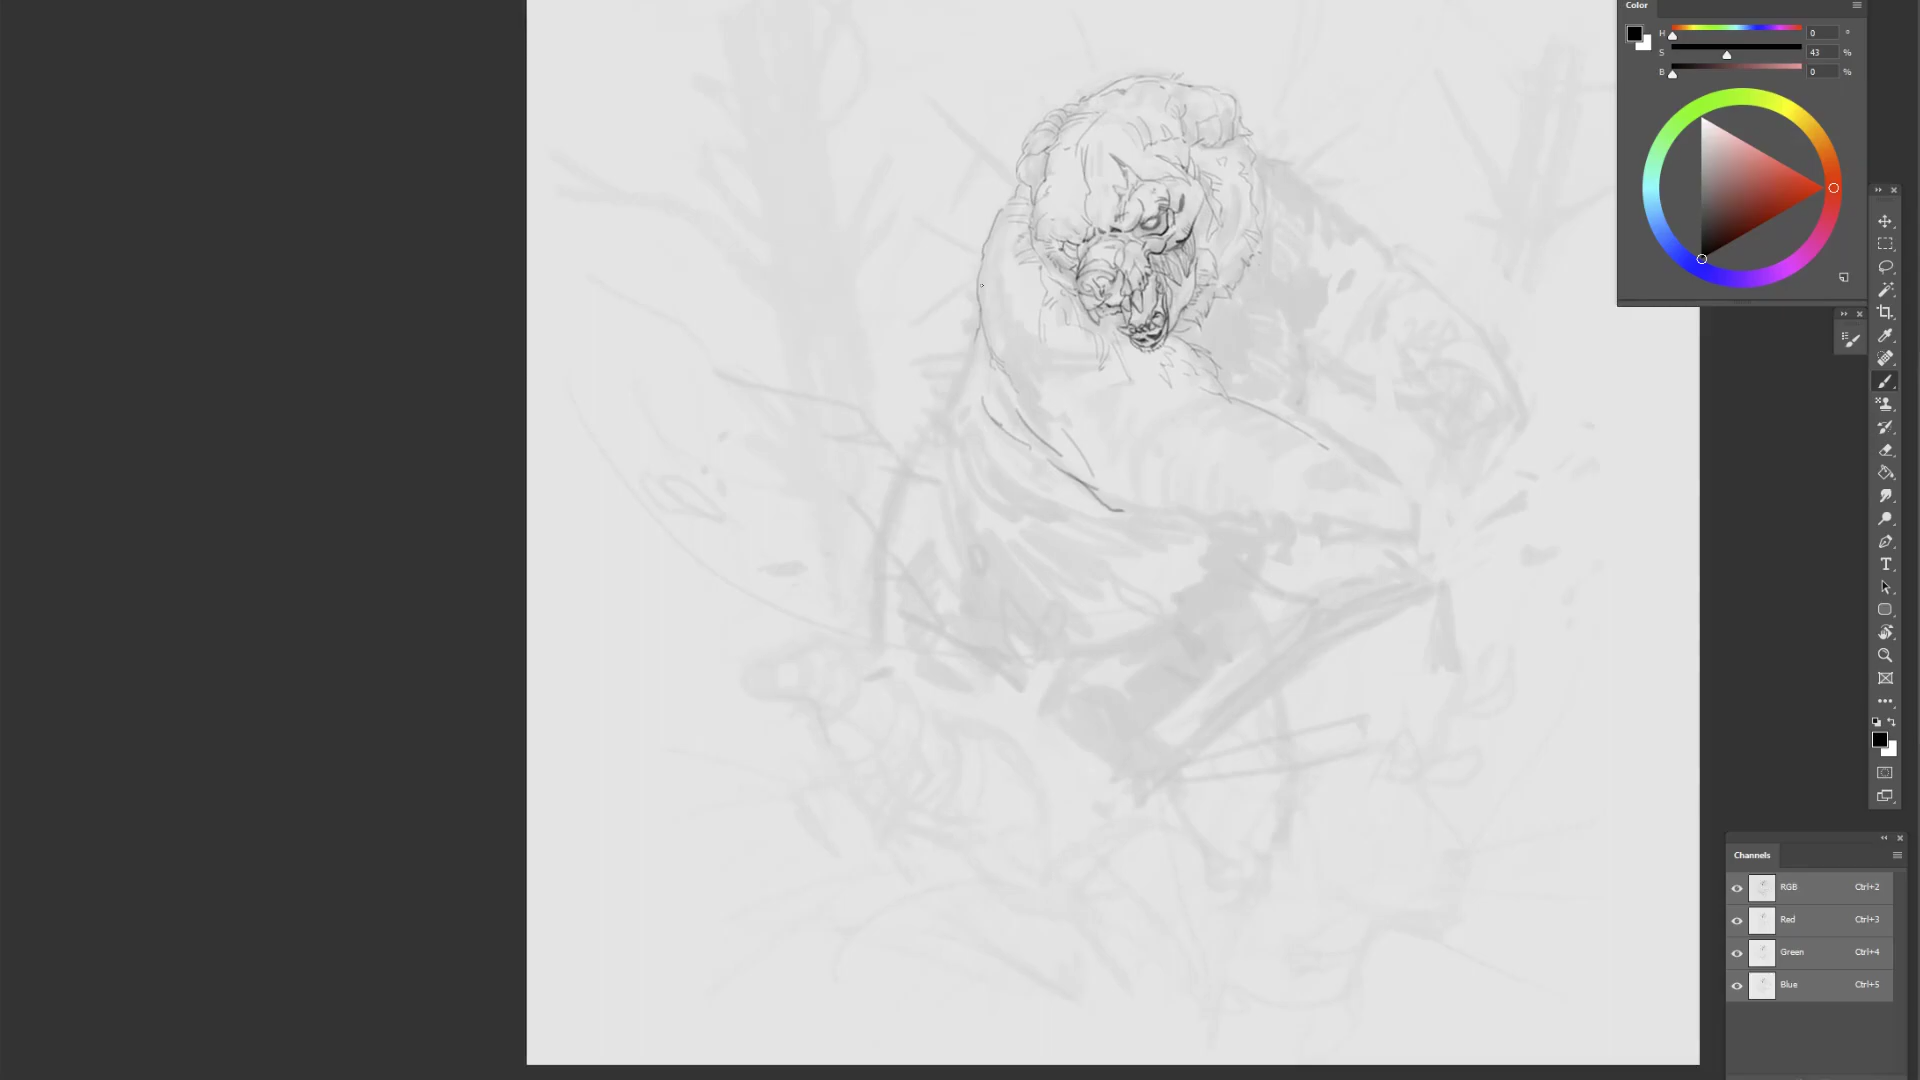 Color
H 0 °
S 43 %
B 0 %
Channels
RGB Ctrl+2
Red Ctrl+3
Green Ctrl+4
Blue Ctrl+5